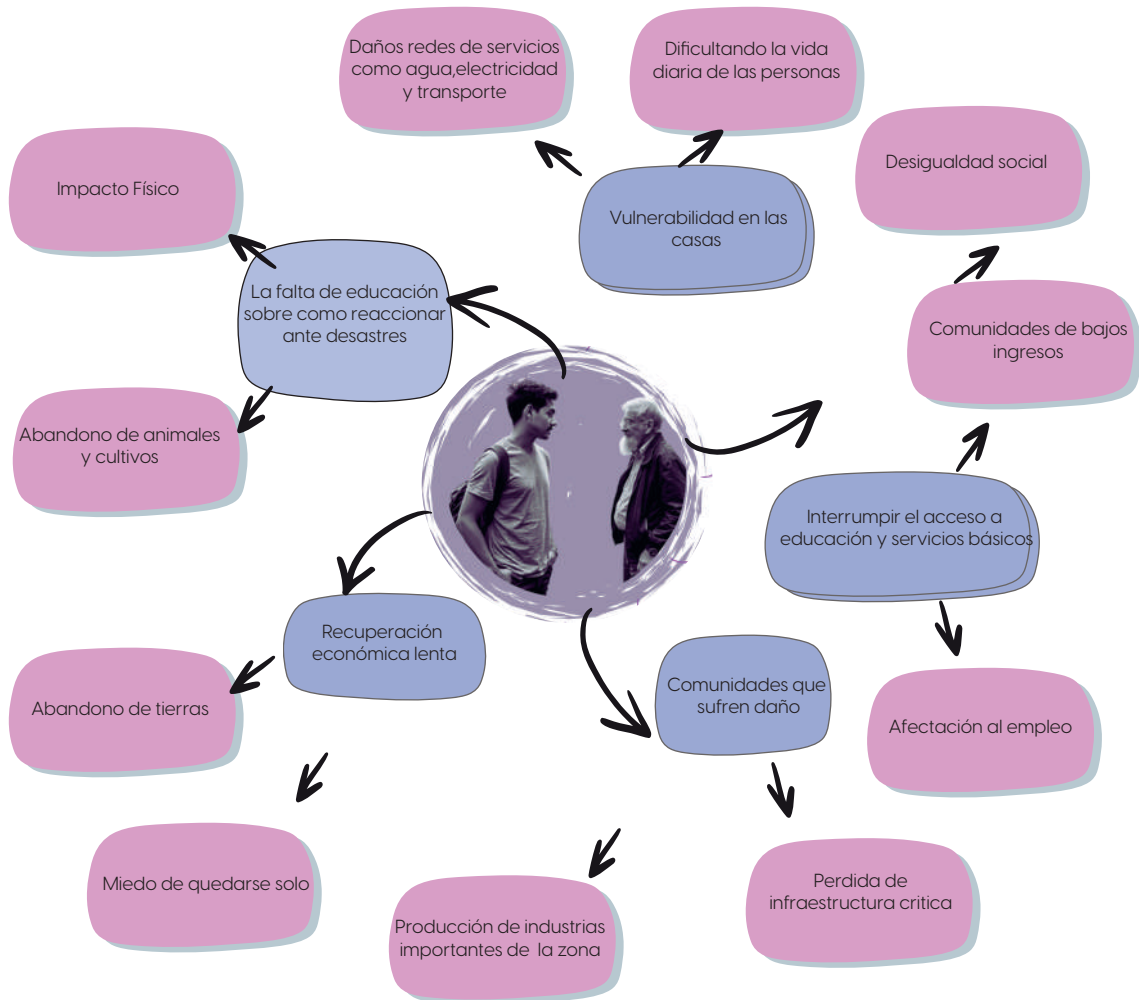 Daños redes de servicios
como agua,electricidad
y transporte
Dificultando la vida
diaria de las personas
Impacto Físico
Desigualdad social
Vulnerabilidad en las
casas
La falta de educación
sobre como reaccionar
ante desastres
Comunidades de bajos
ingresos
Abandono de animales
y cultivos
Interrumpir el acceso a
educación y servicios básicos
Recuperación
económica lenta
Comunidades que
sufren daño
Abandono de tierras
Afectación al empleo
Miedo de quedarse solo
Perdida de
infraestructura critica
Producción de industrias
importantes de la zona